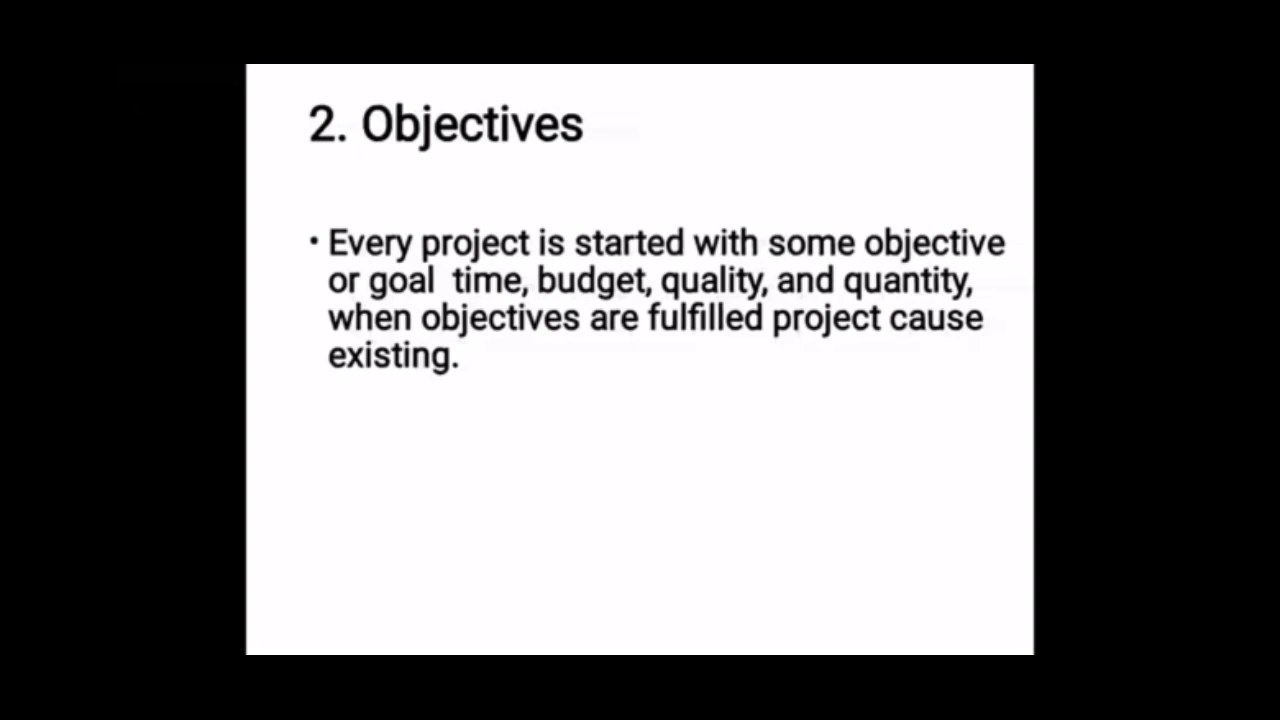 2. Objectives
• Every project is started with some objective
or goal  time, budget, quality, and quantity,
when objectives are fulfilled project cause
existing.